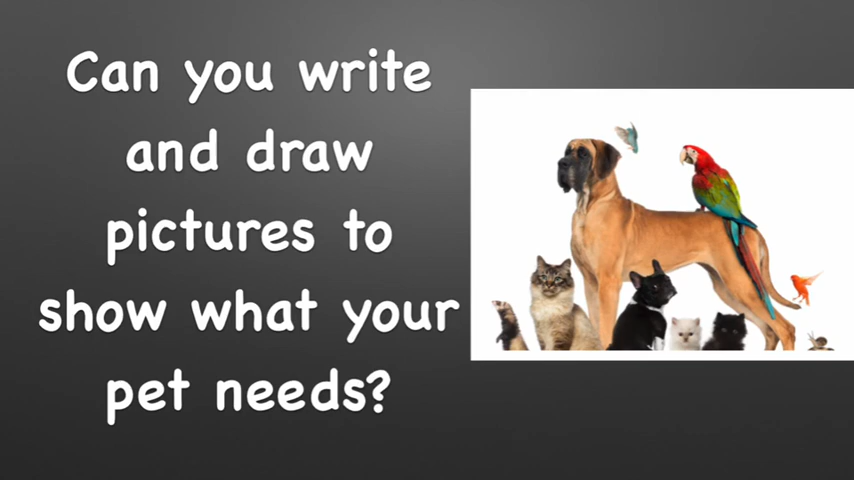 Can you write
and draw
pictures to
show what your
pet needs?